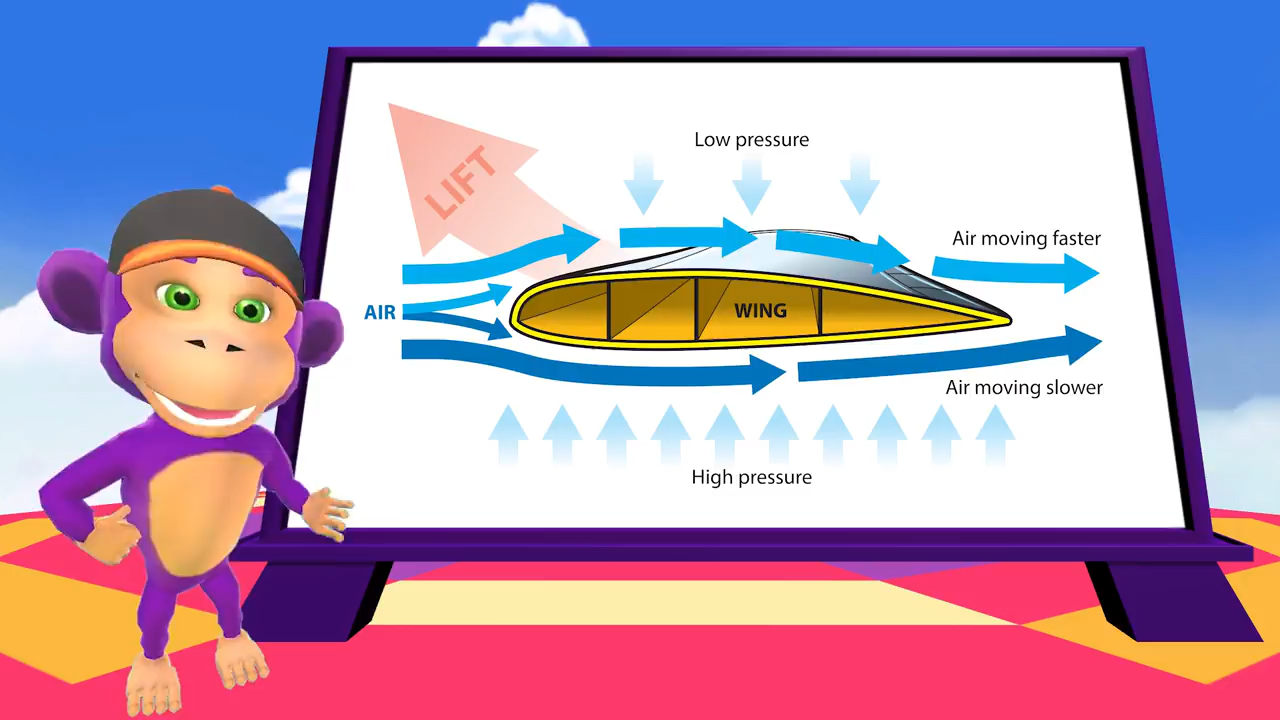 Low pressure
LIFT
Air moving faster
AIR
WING
Air moving slower
High pressure